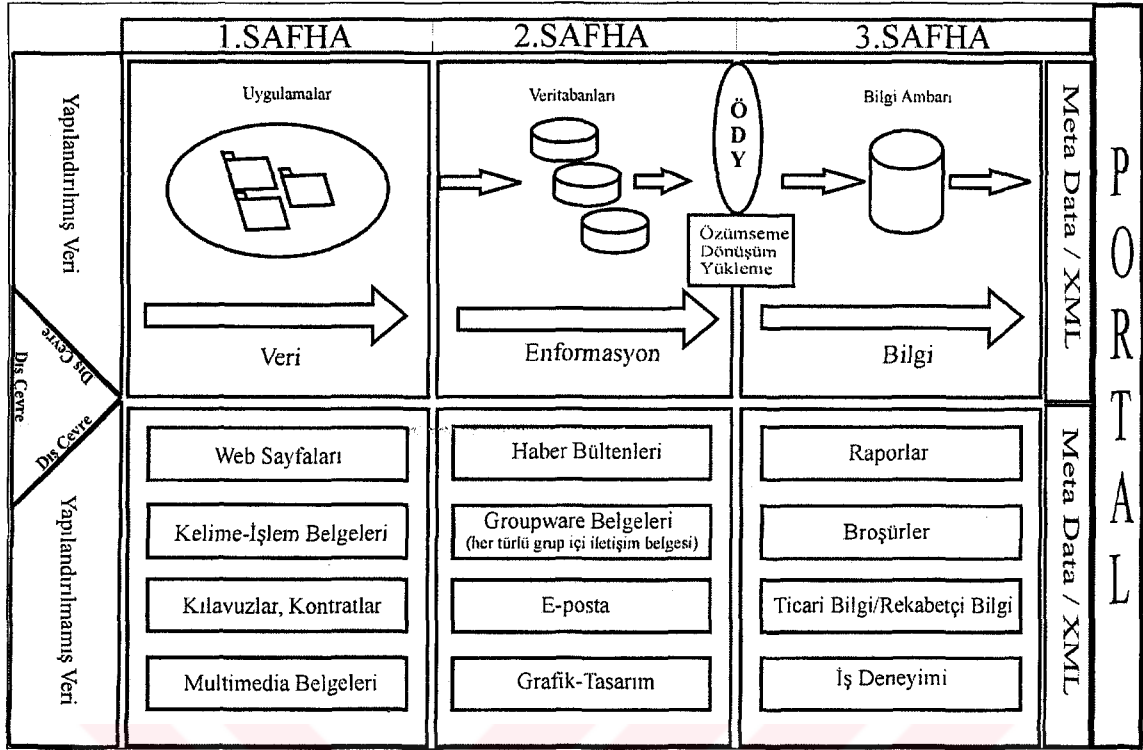 1.SAFHA
2.SAFHA
3.SAFHA
Yapılandırılmış Veri
Uygulamalar
Veri
Veritabanları
Enformasyon
ÖDY
Özümseme
Dönüşüm
Yükleme
Bilgi Ambarı
Bilgi
Meta Data / XML
PORTAL
Dış Çevre
Dış Çevre
Dış Çevre
Yapılandırılmamış Veri
Web Sayfaları
Kelime-İşlem Belgeleri
Kılavuzlar, Kontratlar
Multimedia Belgeleri
Haber Bültenleri
Groupware Belgeleri
(her türlü grup içi iletişim belgesi)
E-posta
Grafik-Tasarım
Raporlar
Broşürler
Ticari Bilgi/Rekabetçi Bilgi
İş Deneyimi
Meta Data / XML